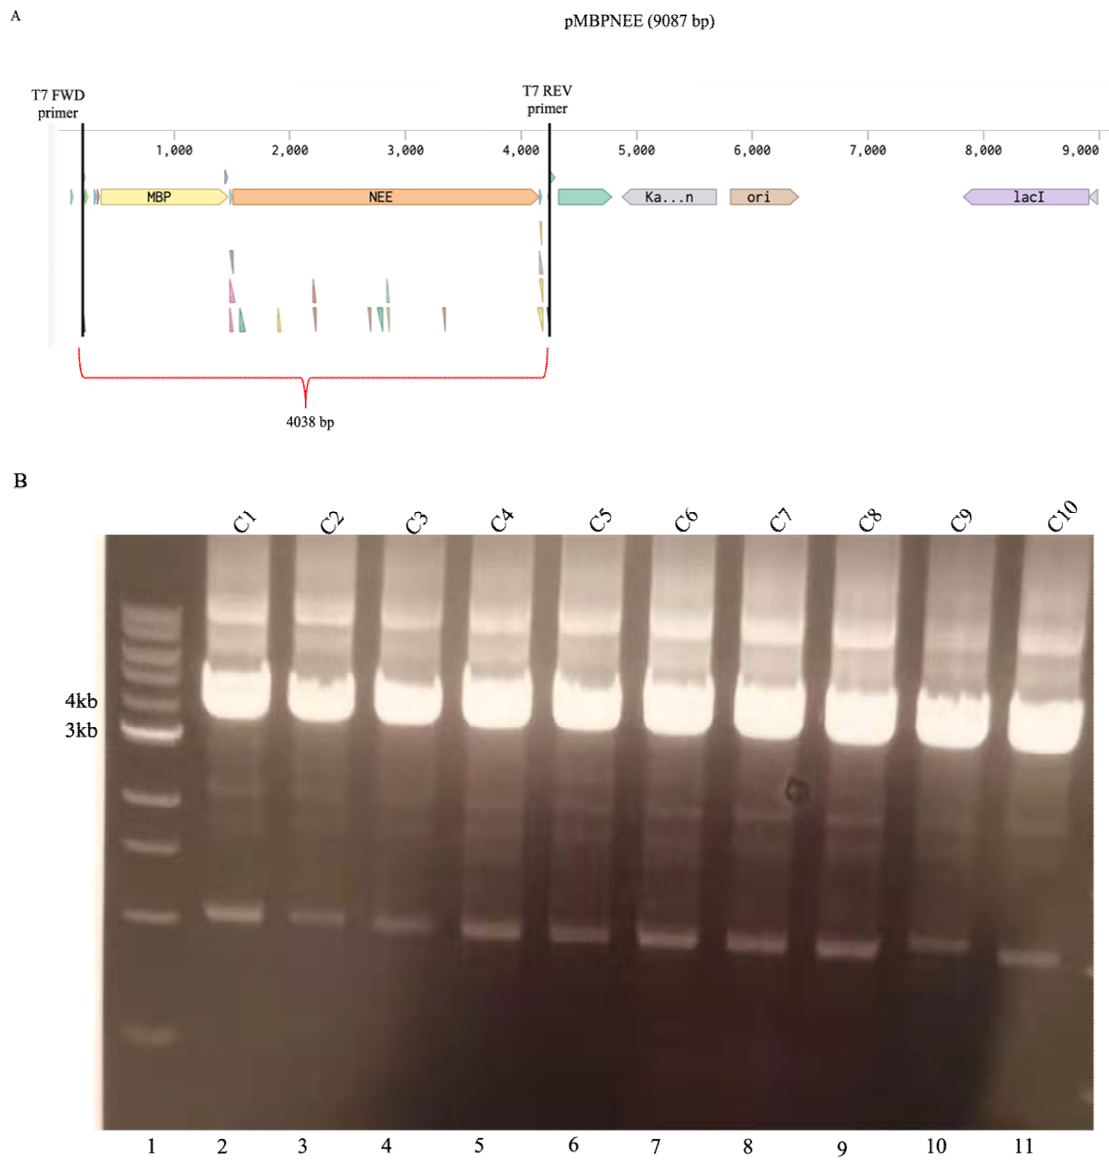 A
pMBPNEE (9087 bp)
T7 FWD
primer
T7 REV
primer
1,000 2,000 3,000 4,000 5,000 6,000 7,000 8,000 9,000
MBP NEE Ka...n ori lacI
4038 bp
B
C1 C2 C3 C4 C5 C6 C7 C8 C9 C10
4kb
3kb
1 2 3 4 5 6 7 8 9 10 11